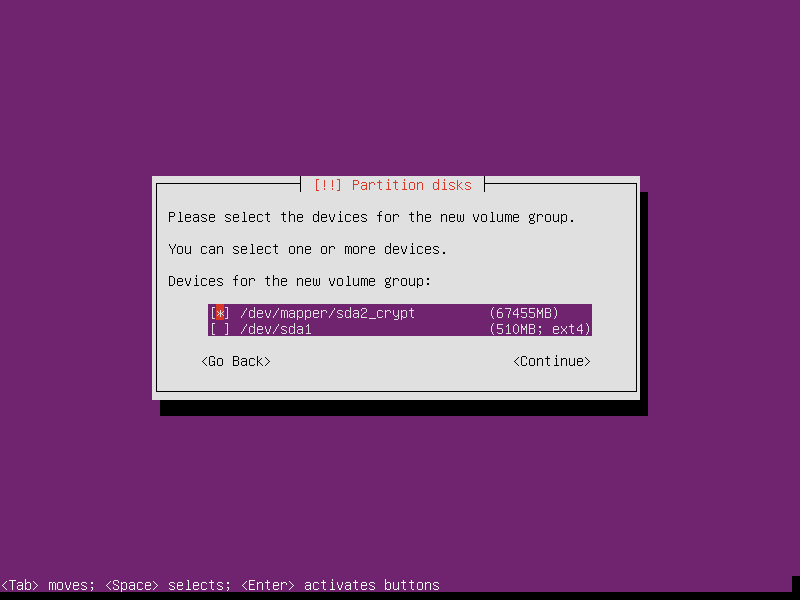 [!!] Partition disks
Please select the devices for the new volume group.
You can select one or more devices.
Devices for the new volume group:
[*] /dev/mapper/sda2_crypt (67455MB)
[ ] /dev/sda1 (510MB; ext4)
<Go Back> <Continue>
<Tab> moves; <Space> selects; <Enter> activates buttons